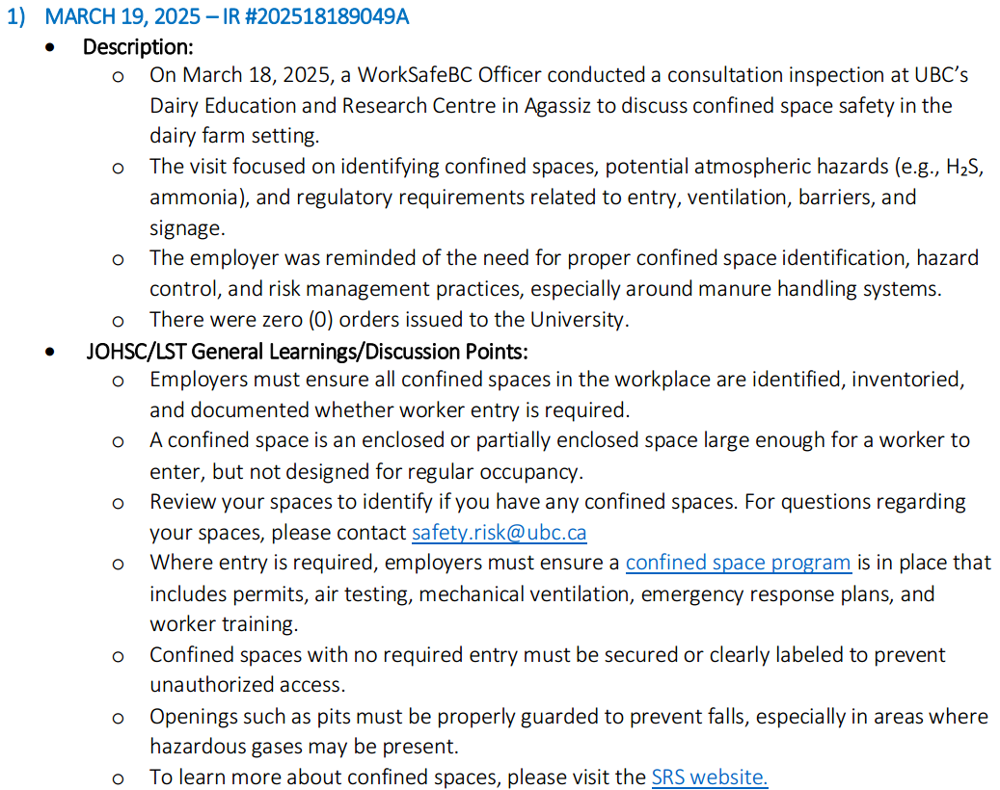 1) MARCH 19, 2025 – IR #202518189049A
• Description:
o On March 18, 2025, a WorkSafeBC Officer conducted a consultation inspection at UBC’s
Dairy Education and Research Centre in Agassiz to discuss confined space safety in the
dairy farm setting.
o The visit focused on identifying confined spaces, potential atmospheric hazards (e.g., H₂S,
ammonia), and regulatory requirements related to entry, ventilation, barriers, and
signage.
o The employer was reminded of the need for proper confined space identification, hazard
control, and risk management practices, especially around manure handling systems.
o There were zero (0) orders issued to the University.
• JOHSC/LST General Learnings/Discussion Points:
o Employers must ensure all confined spaces in the workplace are identified, inventoried,
and documented whether worker entry is required.
o A confined space is an enclosed or partially enclosed space large enough for a worker to
enter, but not designed for regular occupancy.
o Review your spaces to identify if you have any confined spaces. For questions regarding
your spaces, please contact safety.risk@ubc.ca
o Where entry is required, employers must ensure a confined space program is in place that
includes permits, air testing, mechanical ventilation, emergency response plans, and
worker training.
o Confined spaces with no required entry must be secured or clearly labeled to prevent
unauthorized access.
o Openings such as pits must be properly guarded to prevent falls, especially in areas where
hazardous gases may be present.
o To learn more about confined spaces, please visit the SRS website.